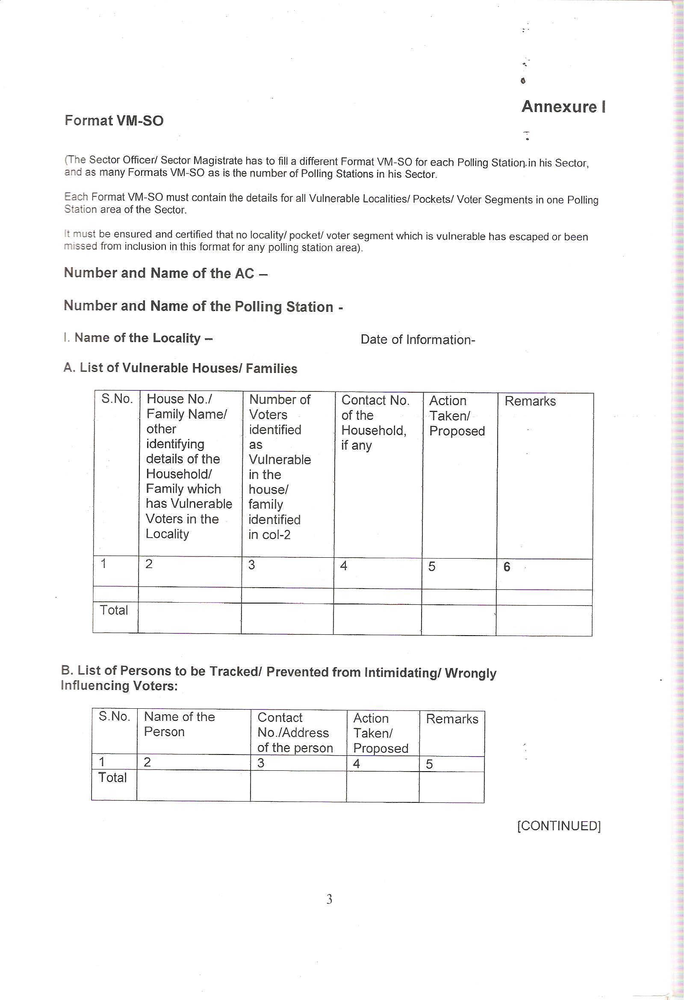 Annexure I
Format VM-SO
(The Sector Officer/ Sector Magistrate has to fill a different Format VM-SO for each Polling Station in his Sector,
and as many Formats VM-SO as is the number of Polling Stations in his Sector.
Each Format VM-SO must contain the details for all Vulnerable Localities/ Pockets/ Voter Segments in one Polling
Station area of the Sector.
It must be ensured and certified that no locality/ pocket/ voter segment which is vulnerable has escaped or been
missed from inclusion in this format for any polling station area).
Number and Name of the AC –
Number and Name of the Polling Station -
I. Name of the Locality – Date of Information-
A. List of Vulnerable Houses/ Families
S.No.
House No./
Family Name/
other
identifying
details of the
Household/
Family which
has Vulnerable
Voters in the
Locality
Number of
Voters
identified
as
Vulnerable
in the
house/
family
identified
in col-2
Contact No.
of the
Household,
if any
Action
Taken/
Proposed
Remarks
1 2 3 4 5 6
Total
B. List of Persons to be Tracked/ Prevented from Intimidating/ Wrongly
Influencing Voters:
S.No.
Name of the
Person
Contact
No./Address
of the person
Action
Taken/
Proposed
Remarks
1 2 3 4 5
Total
[CONTINUED]
3